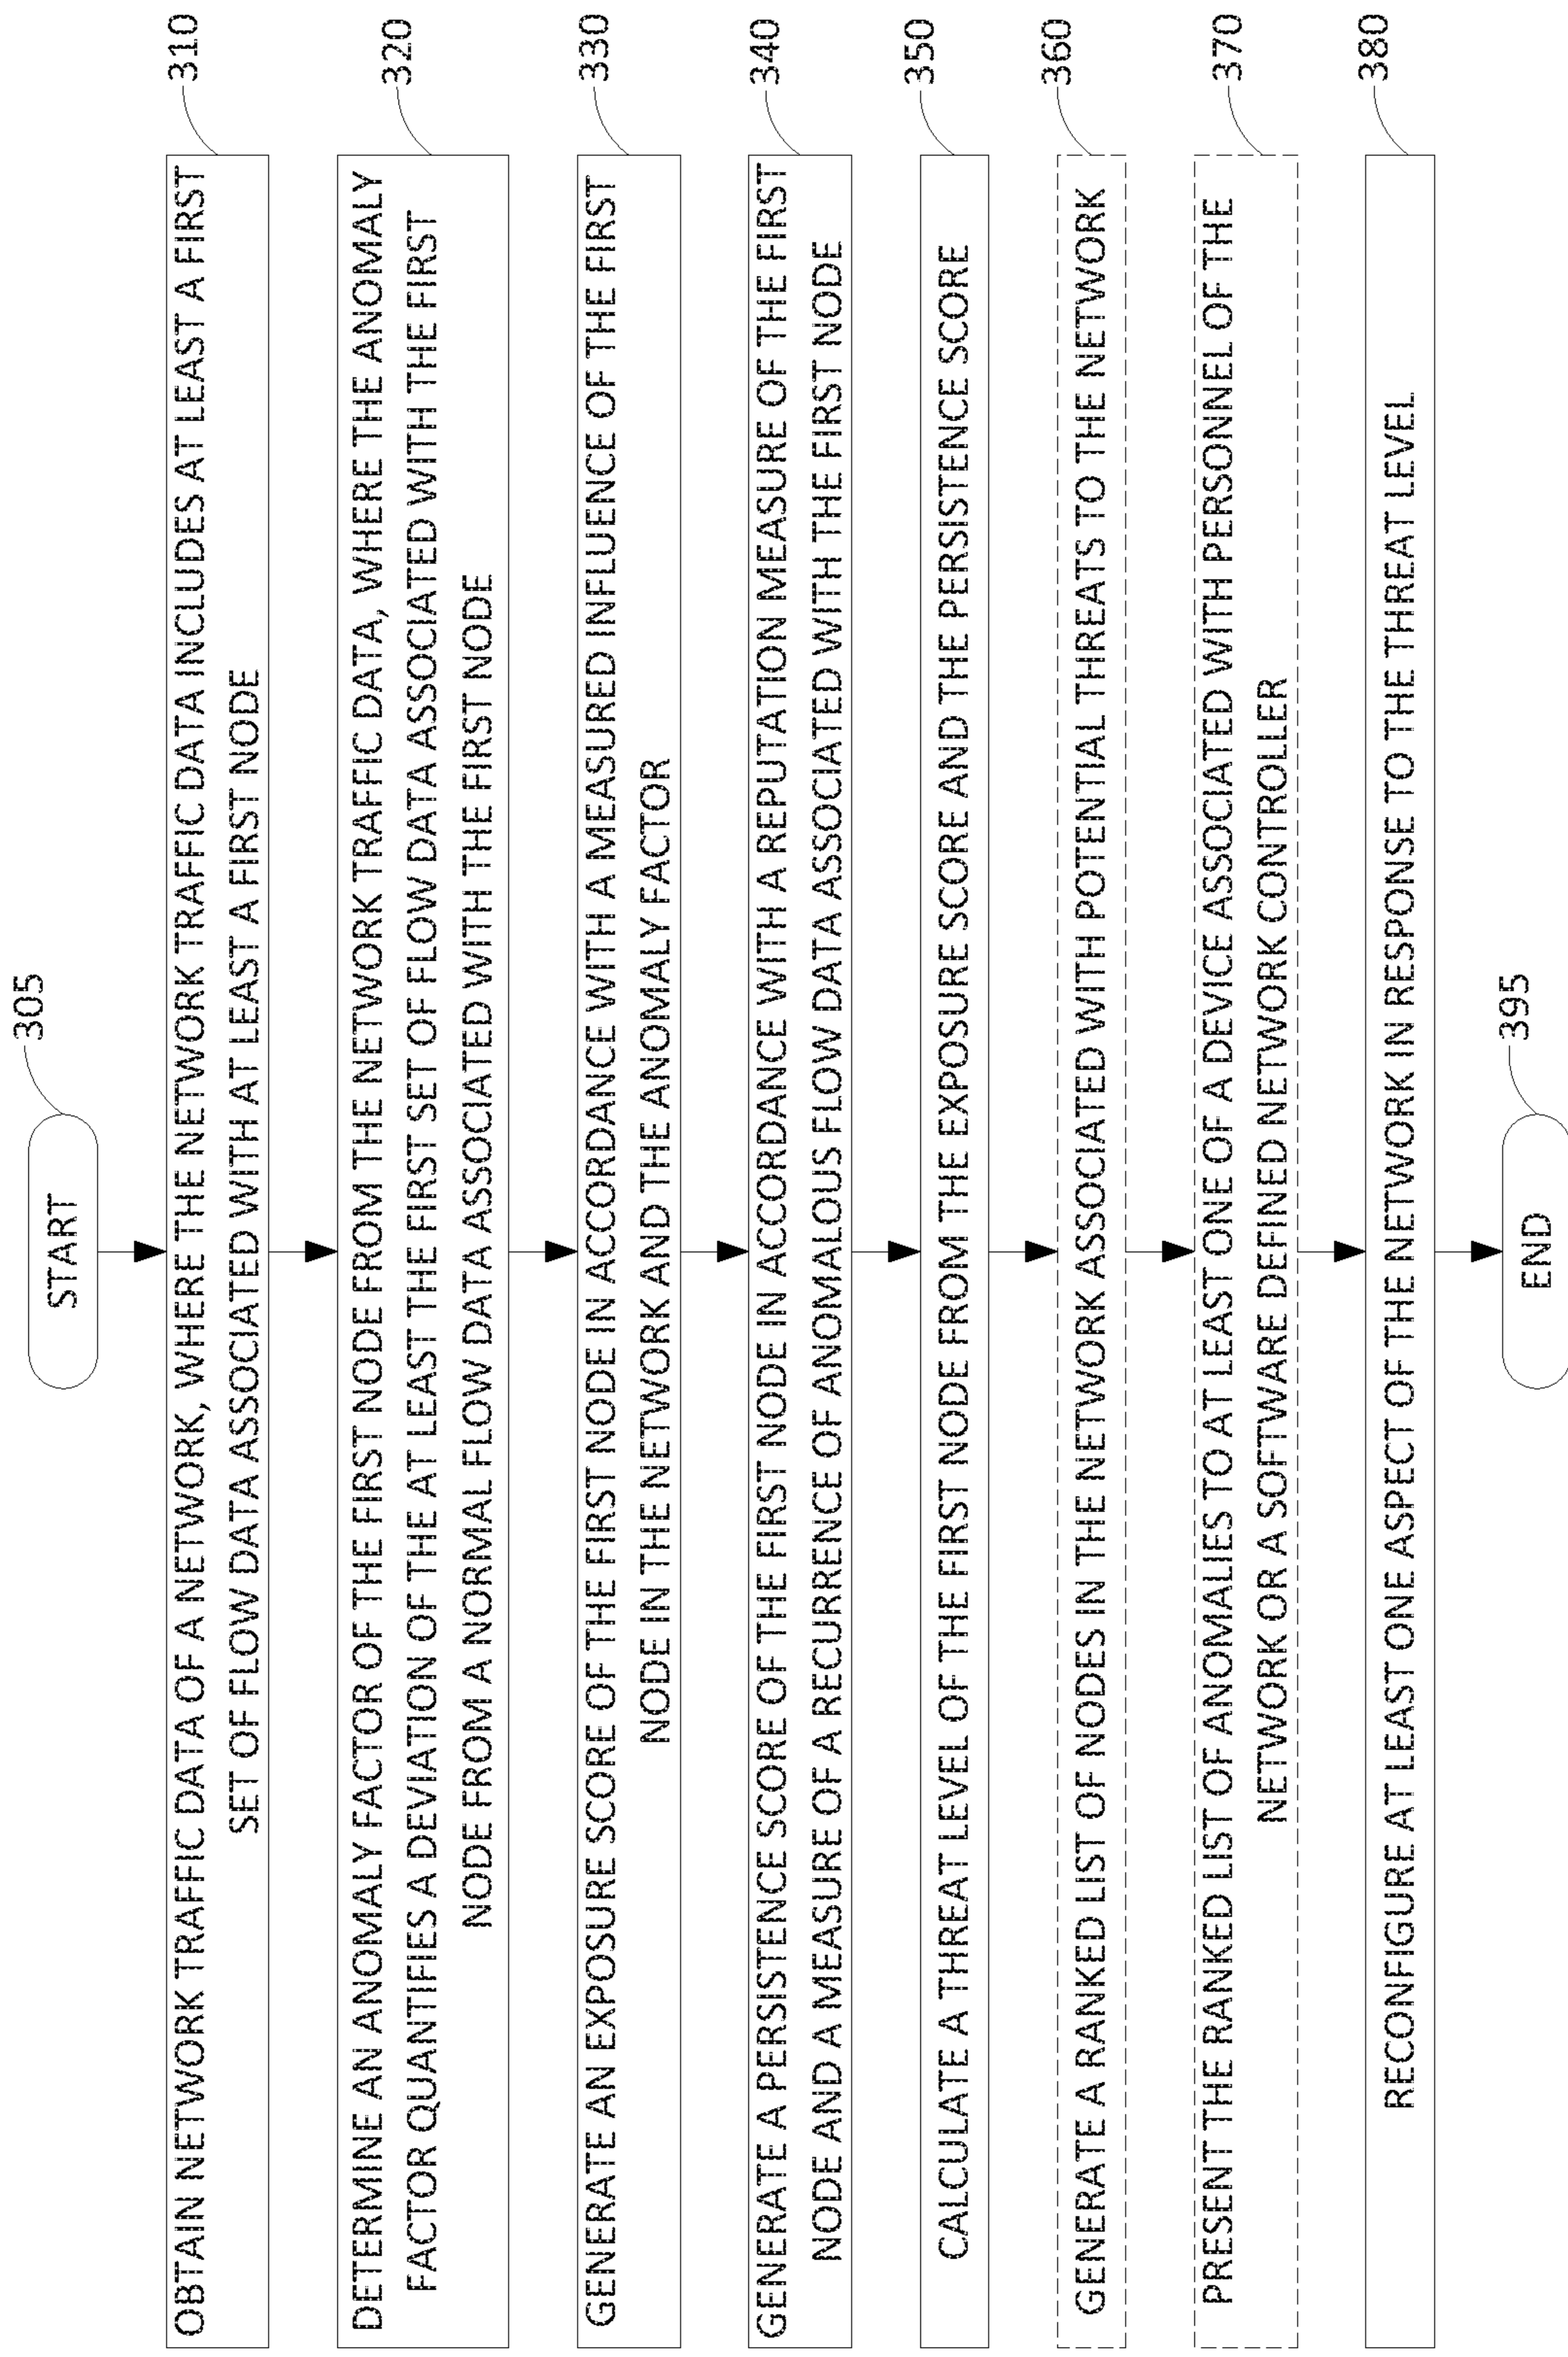 305
START
310
OBTAIN NETWORK TRAFFIC DATA OF A NETWORK, WHERE THE NETWORK TRAFFIC DATA INCLUDES AT LEAST A FIRST
SET OF FLOW DATA ASSOCIATED WITH AT LEAST A FIRST NODE
320
DETERMINE AN ANOMALY FACTOR OF THE FIRST NODE FROM THE NETWORK TRAFFIC DATA, WHERE THE ANOMALY
FACTOR QUANTIFIES A DEVIATION OF THE AT LEAST THE FIRST SET OF FLOW DATA ASSOCIATED WITH THE FIRST
NODE FROM A NORMAL FLOW DATA ASSOCIATED WITH THE FIRST NODE
330
GENERATE AN EXPOSURE SCORE OF THE FIRST NODE IN ACCORDANCE WITH A MEASURED INFLUENCE OF THE FIRST
NODE IN THE NETWORK AND THE ANOMALY FACTOR
340
GENERATE A PERSISTENCE SCORE OF THE FIRST NODE IN ACCORDANCE WITH A REPUTATION MEASURE OF THE FIRST
NODE AND A MEASURE OF A RECURRENCE OF ANOMALOUS FLOW DATA ASSOCIATED WITH THE FIRST NODE
350
CALCULATE A THREAT LEVEL OF THE FIRST NODE FROM THE EXPOSURE SCORE AND THE PERSISTENCE SCORE
360
GENERATE A RANKED LIST OF NODES IN THE NETWORK ASSOCIATED WITH POTENTIAL THREATS TO THE NETWORK
370
PRESENT THE RANKED LIST OF ANOMALIES TO AT LEAST ONE OF A DEVICE ASSOCIATED WITH PERSONNEL OF THE
NETWORK OR A SOFTWARE DEFINED NETWORK CONTROLLER
380
RECONFIGURE AT LEAST ONE ASPECT OF THE NETWORK IN RESPONSE TO THE THREAT LEVEL
395
END